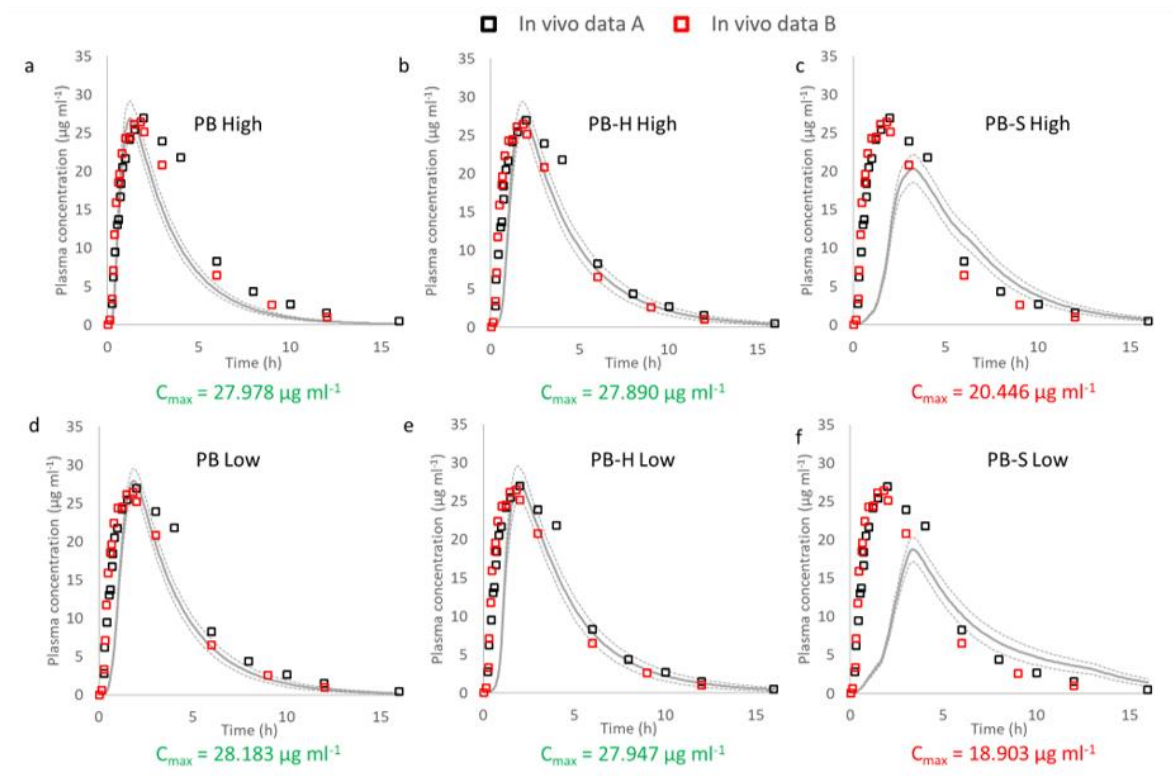 In vivo data A In vivo data B
a
PB High
Plasma concentration (µg ml-1)
35
30
25
20
15
10
5
0
0 5 10 15
Time (h)
Cmax = 27.978 µg ml-1
b
PB-H High
Plasma concentration (µg ml-1)
35
30
25
20
15
10
5
0
0 5 10 15
Time (h)
Cmax = 27.890 µg ml-1
c
PB-S High
Plasma concentration (µg ml-1)
35
30
25
20
15
10
5
0
0 5 10 15
Time (h)
Cmax = 20.446 µg ml-1
d
PB Low
Plasma concentration (µg ml-1)
35
30
25
20
15
10
5
0
0 5 10 15
Time (h)
Cmax = 28.183 µg ml-1
e
PB-H Low
Plasma concentration (µg ml-1)
35
30
25
20
15
10
5
0
0 5 10 15
Time (h)
Cmax = 27.947 µg ml-1
f
PB-S Low
Plasma concentration (µg ml-1)
35
30
25
20
15
10
5
0
0 5 10 15
Time (h)
Cmax = 18.903 µg ml-1